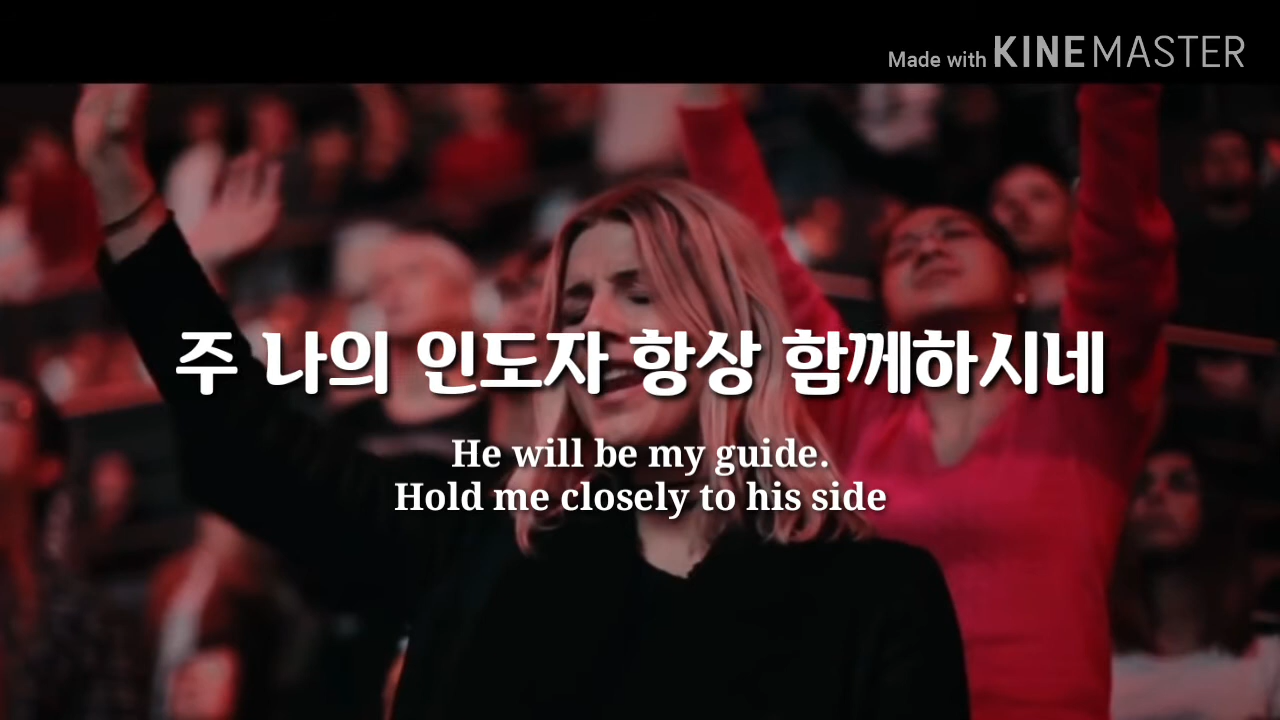 Made with KINEMASTER
주 나의 인도자 항상 함께하시네
He will be my guide.
Hold me closely to his side